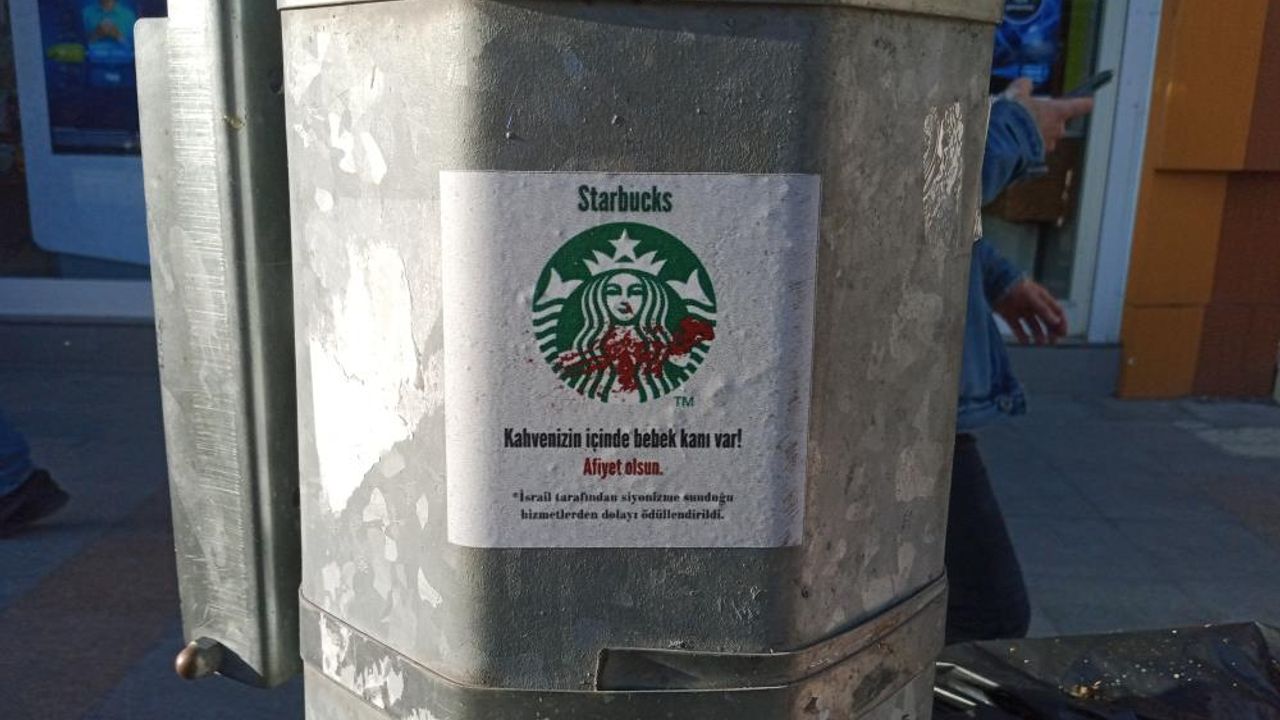 Starbucks
TM
Kahvenizin içinde bebek kanı var!
Afiyet olsun.
*İsrail tarafından siyonizme sunduğu
hizmetlerden dolayı ödüllendirildi.